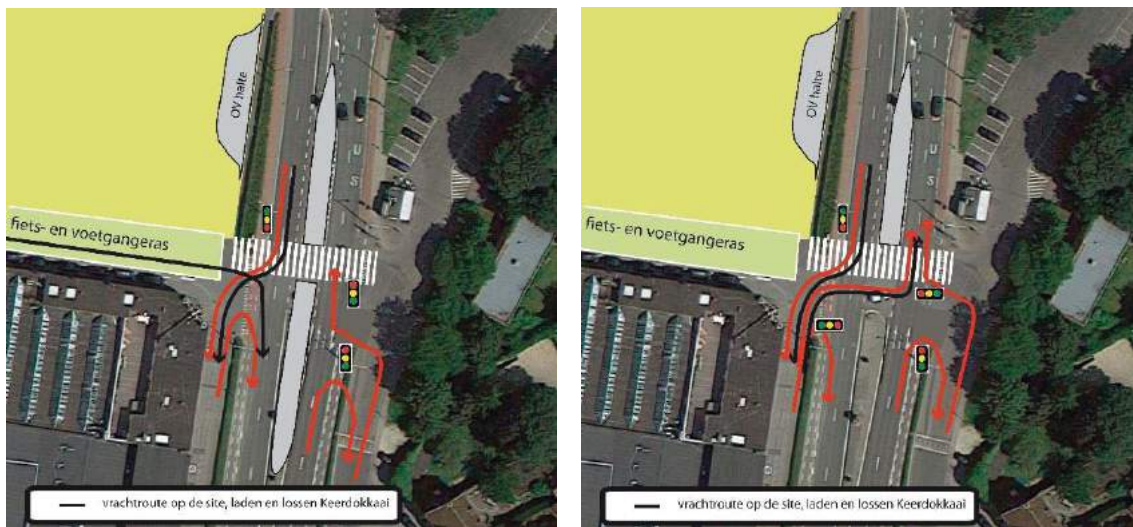 OV halte
fiets- en voetgangeras
vrachtroute op de site, laden en lossen Keerdokkaai
OV halte
fiets- en voetgangeras
vrachtroute op de site, laden en lossen Keerdokkaai